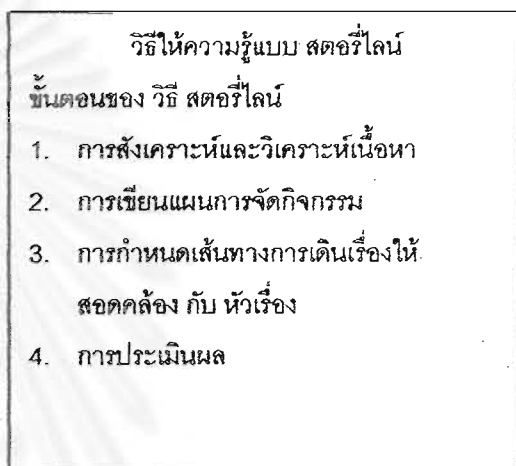 วิธีให้ความรู้แบบ สตอรี่ไลน์
ขั้นตอนของ วิธี สตอรี่ไลน์
1. การสังเคราะห์และวิเคราะห์เนื้อหา
2. การเขียนแผนการจัดกิจกรรม
3. การกำหนดเส้นทางการเดินเรื่องให้
สอดคล้อง กับ หัวเรื่อง
4. การประเมินผล